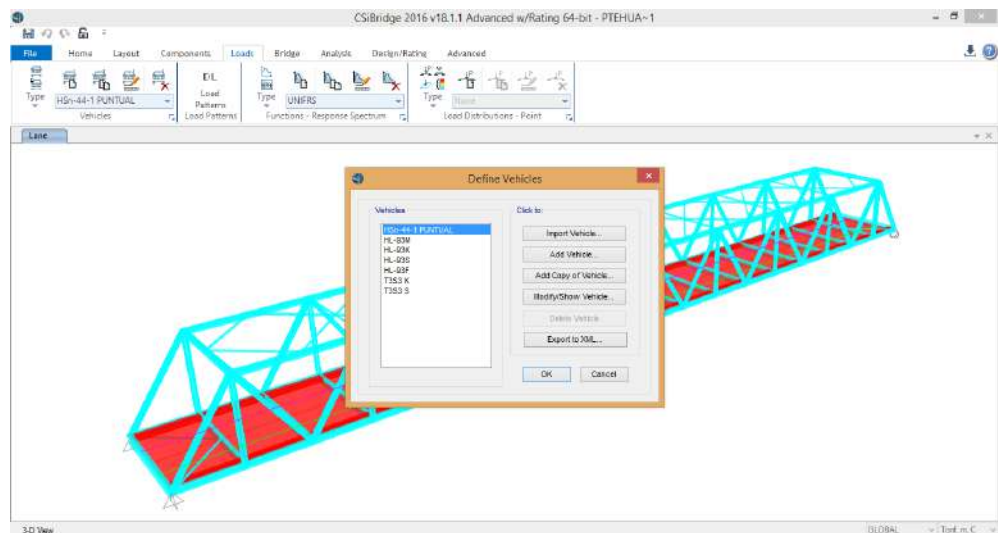 CSiBridge 2016 v18.1.1 Advanced w/Rating 64-bit - PTEHUA~1
File Home Layout Components Loads Bridge Analysis Design/Rating Advanced
Type HSn-44-1 PUNTUAL
Vehicles
DL
Load
Patterns
Load Patterns
Type UNIFRS
Functions - Response Spectrum
Type Name
Load Distributions - Point
Lane
Define Vehicles
Vehicles
HSn-44-1 PUNTUAL
HL-93M
HL-93K
HL-93S
HL-93F
T3S3 K
T3S3 S
Click to:
Import Vehicle...
Add Vehicle...
Add Copy of Vehicle...
Modify/Show Vehicle...
Delete Vehicle
Export to XML...
OK Cancel
3-D View
GLOBAL Tonf, m, C